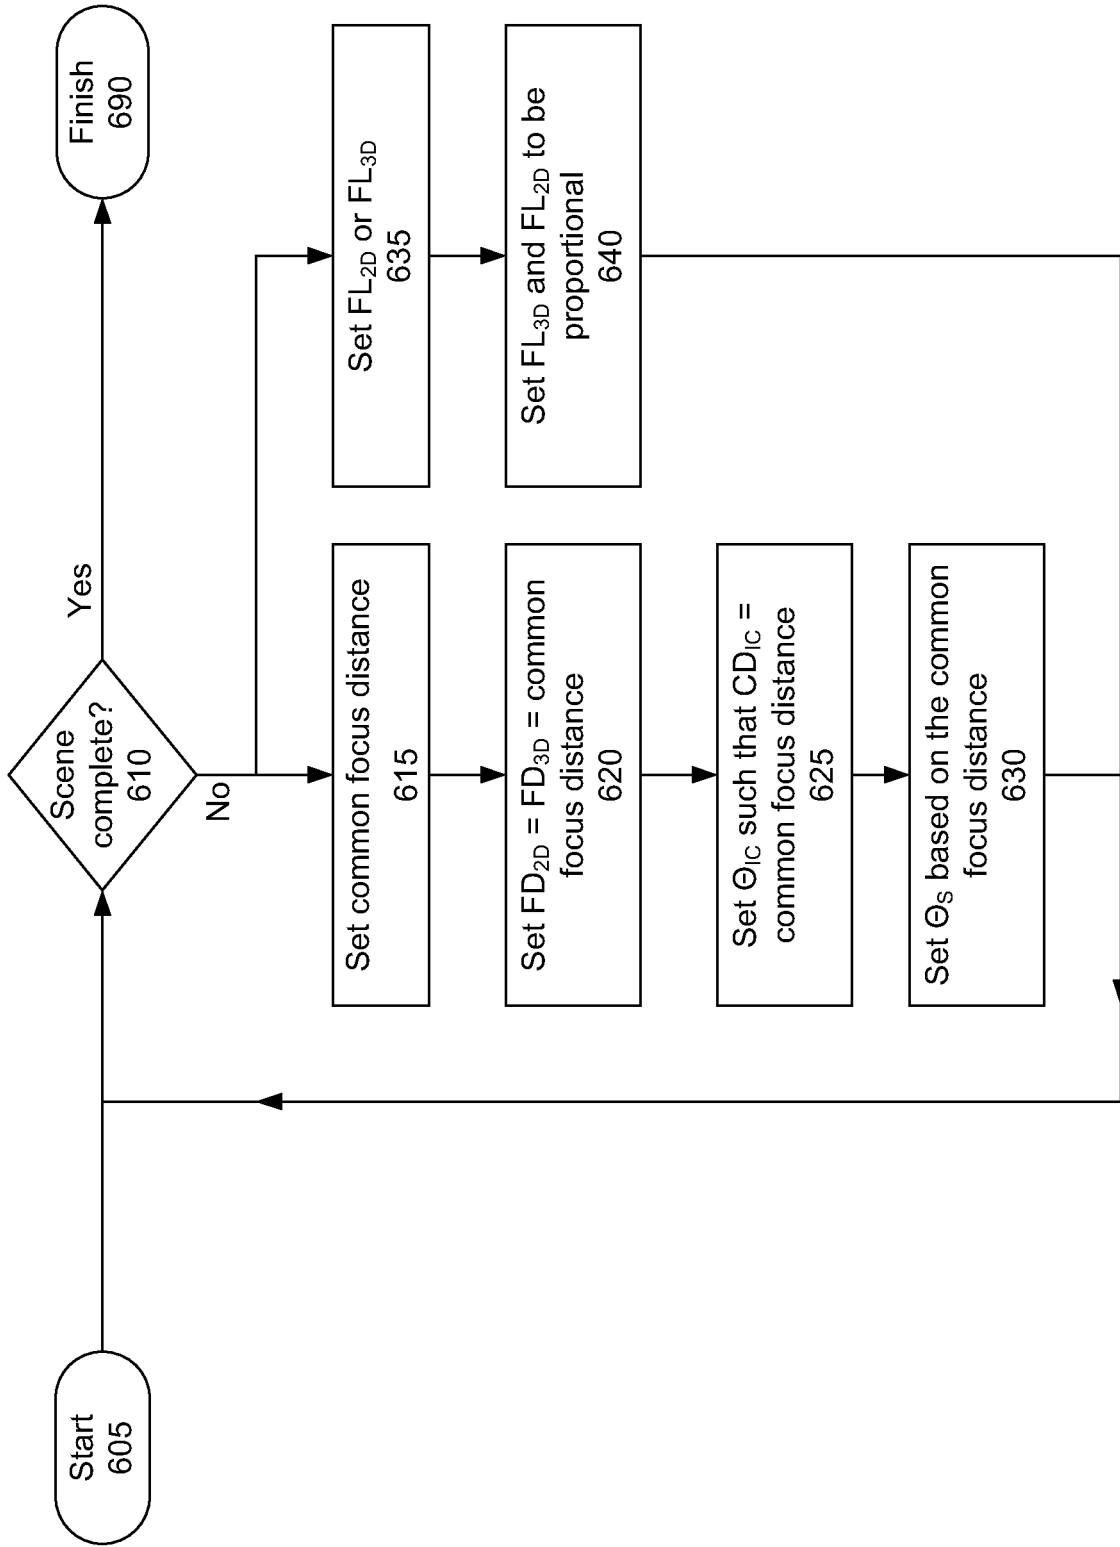 Start
605
Scene
complete?
610
Yes
Finish
690
No
Set common focus distance
615
Set FD2D = FD3D = common
focus distance
620
Set ΘIC such that CDIC =
common focus distance
625
Set ΘS based on the common
focus distance
630
Set FL2D or FL3D
635
Set FL3D and FL2D to be
proportional
640